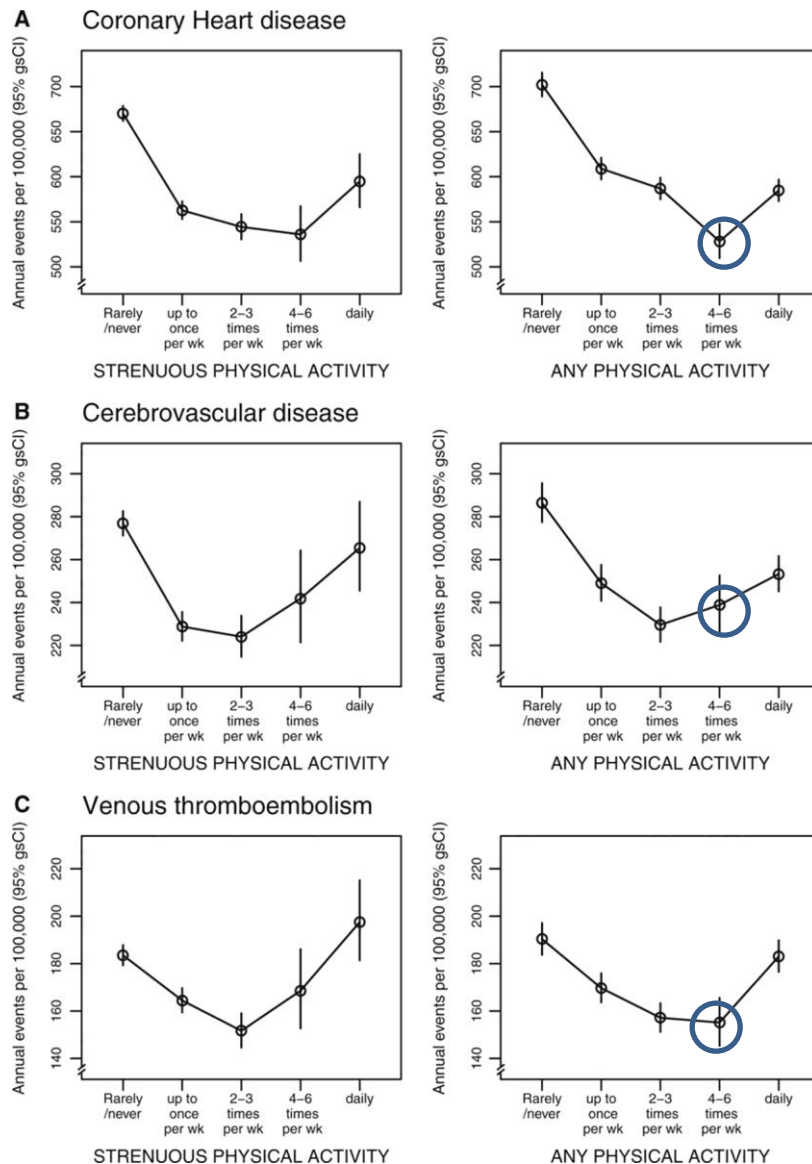 A Coronary Heart disease
Annual events per 100,000 (95% gsCI)
700
650
600
550
500
Rarely
/never
up to
once
per wk
2−3
times
per wk
4−6
times
per wk
daily
STRENUOUS PHYSICAL ACTIVITY
Annual events per 100,000 (95% gsCI)
700
650
600
550
500
Rarely
/never
up to
once
per wk
2−3
times
per wk
4−6
times
per wk
daily
ANY PHYSICAL ACTIVITY
B Cerebrovascular disease
Annual events per 100,000 (95% gsCI)
300
280
260
240
220
Rarely
/never
up to
once
per wk
2−3
times
per wk
4−6
times
per wk
daily
STRENUOUS PHYSICAL ACTIVITY
Annual events per 100,000 (95% gsCI)
300
280
260
240
220
Rarely
/never
up to
once
per wk
2−3
times
per wk
4−6
times
per wk
daily
ANY PHYSICAL ACTIVITY
C Venous thromboembolism
Annual events per 100,000 (95% gsCI)
220
200
180
160
140
Rarely
/never
up to
once
per wk
2−3
times
per wk
4−6
times
per wk
daily
STRENUOUS PHYSICAL ACTIVITY
Annual events per 100,000 (95% gsCI)
220
200
180
160
140
Rarely
/never
up to
once
per wk
2−3
times
per wk
4−6
times
per wk
daily
ANY PHYSICAL ACTIVITY